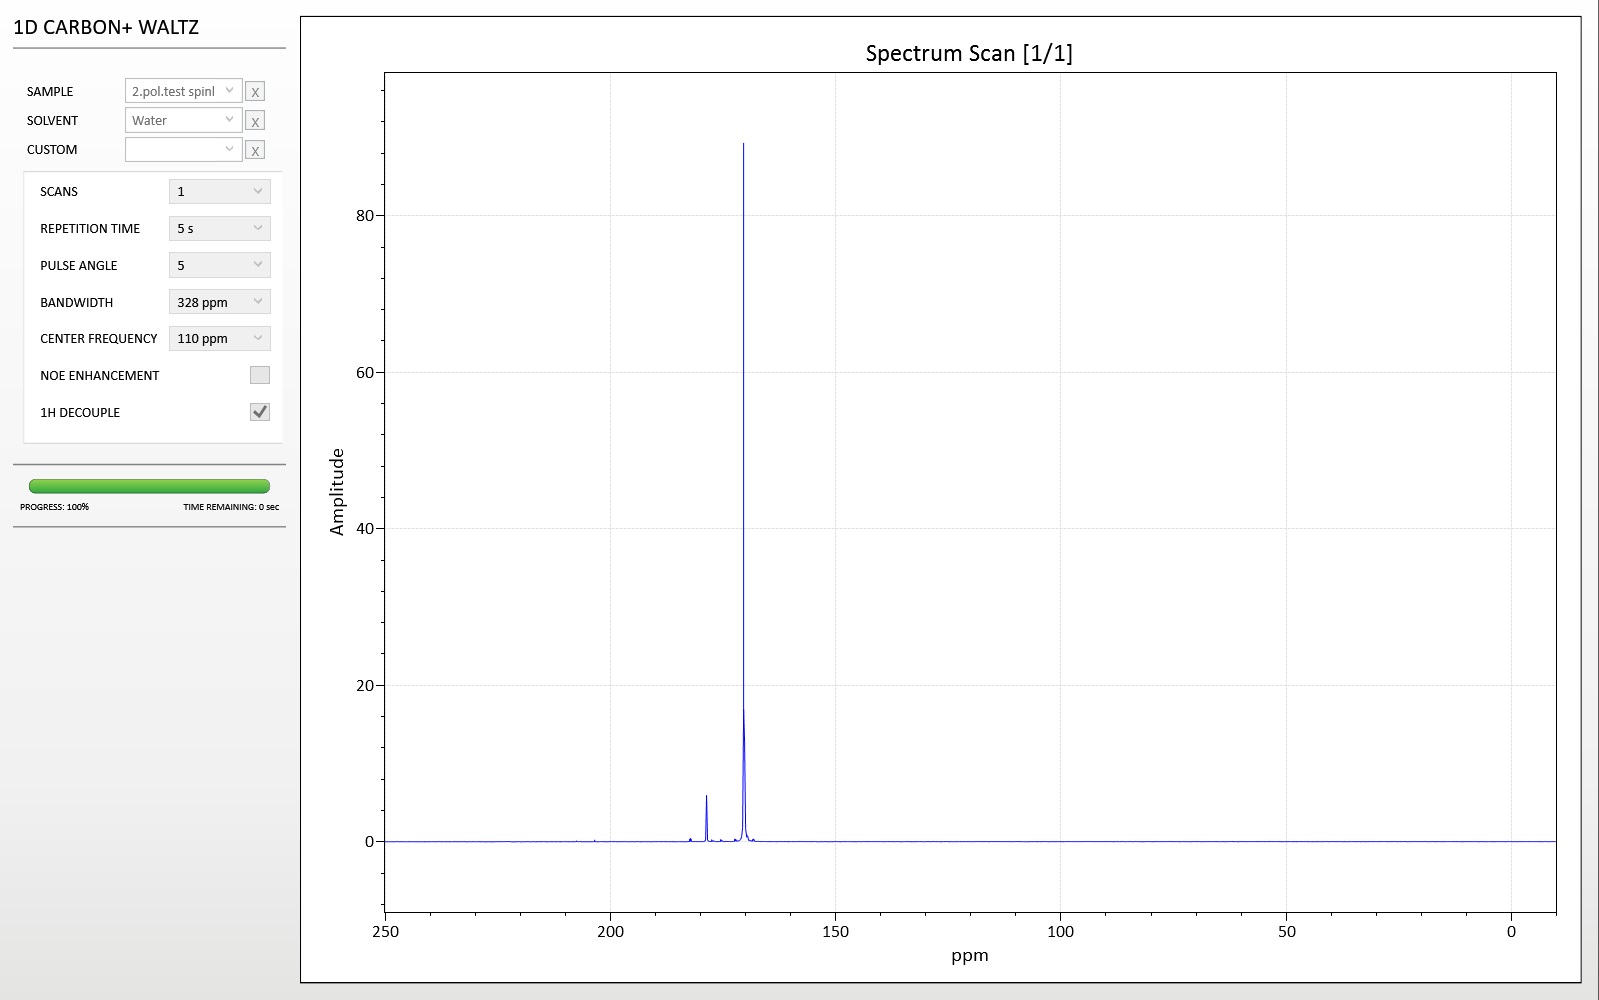 1D CARBON+ WALTZ
SAMPLE 2.pol.test spinl X
SOLVENT Water X
CUSTOM X
SCANS 1
REPETITION TIME 5 s
PULSE ANGLE 5
BANDWIDTH 328 ppm
CENTER FREQUENCY 110 ppm
NOE ENHANCEMENT
1H DECOUPLE
PROGRESS: 100% TIME REMAINING: 0 sec
Spectrum Scan [1/1]
Amplitude
80
60
40
20
0
250 200 150 100 50 0
ppm